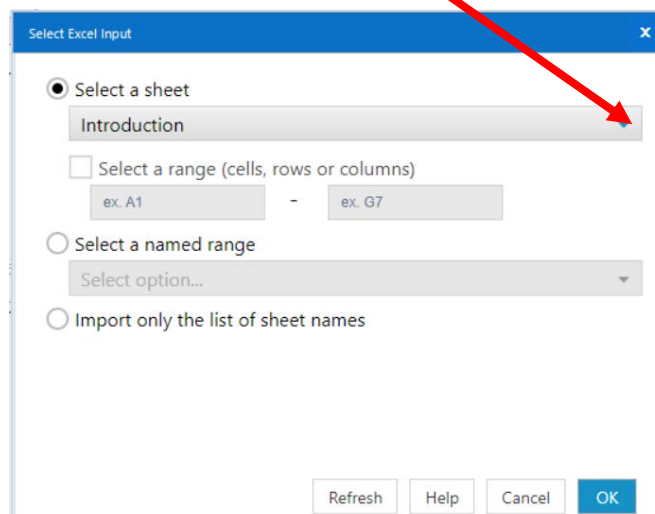 Select Excel Input x
Select a sheet
Introduction
Select a range (cells, rows or columns)
ex. A1 - ex. G7
Select a named range
Select option...
Import only the list of sheet names
Refresh Help Cancel OK